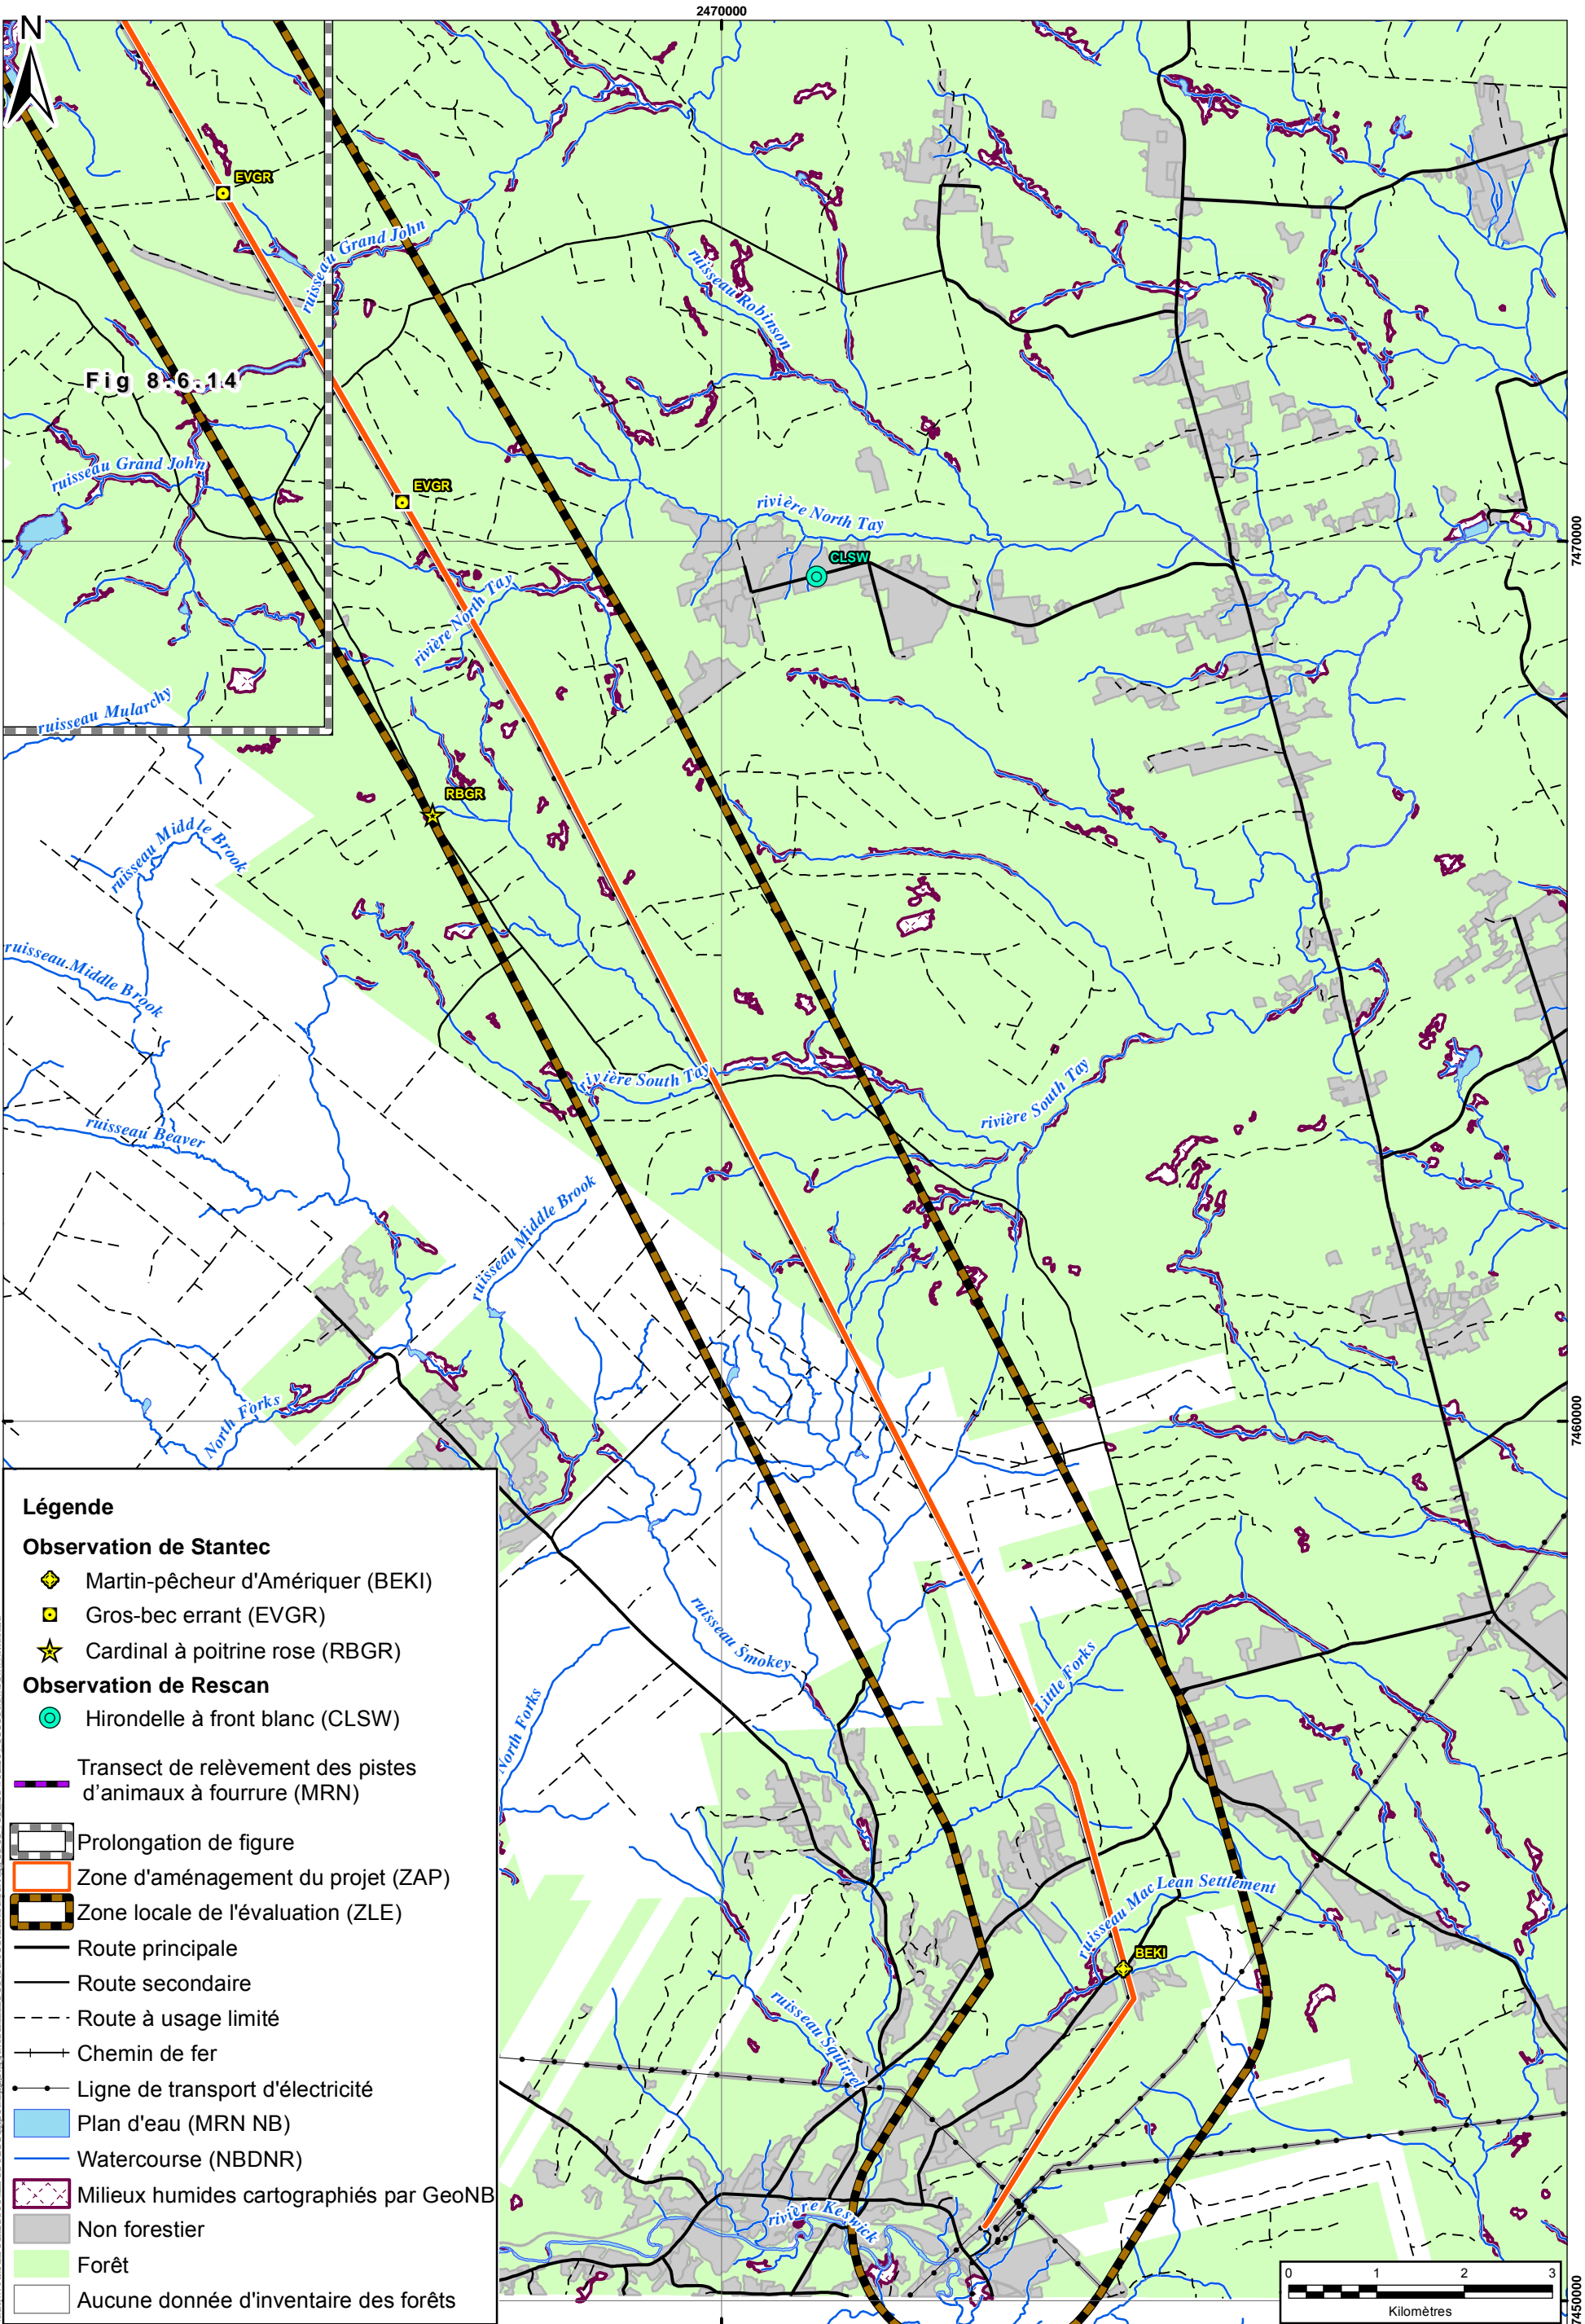 2470000
N
EVGR
ruisseau Grand John
ruisseau Robinson
Fig 8.6.14
ruisseau Grand John
EVGR
rivière North Tay
CLSW
7470000
rivière North Tay
ruisseau Mularchy
RBGR
ruisseau Middle Brook
ruisseau Middle Brook
rivière South Tay
rivière South Tay
ruisseau Beaver
ruisseau Middle Brook
North Forks
7460000
Légende
Observation de Stantec
Martin-pêcheur d'Amériquer (BEKI)
Gros-bec errant (EVGR)
Cardinal à poitrine rose (RBGR)
Observation de Rescan
Hirondelle à front blanc (CLSW)
Transect de relèvement des pistes
d'animaux à fourrure (MRN)
Prolongation de figure
Zone d'aménagement du projet (ZAP)
Zone locale de l'évaluation (ZLE)
Route principale
Route secondaire
Route à usage limité
Chemin de fer
Ligne de transport d'électricité
Plan d'eau (MRN NB)
Watercourse (NBDNR)
Milieux humides cartographiés par GeoNB
Non forestier
Forêt
Aucune donnée d'inventaire des forêts
ruisseau Smokey
Little Forks
North Forks
ruisseau Mac Lean Settlement
BEKI
ruisseau Squirrel
rivière Keswick
0 1 2 3
Kilomètres
7450000